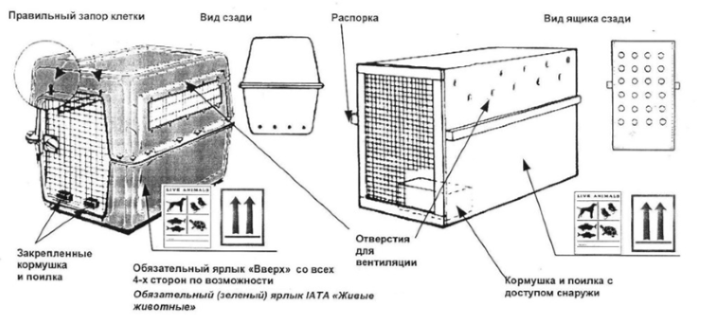 Правильный запор клетки
Вид сзади
Распорка
Вид ящика сзади
LIVE ANIMALS
LIVE ANIMALS
Закрепленные
кормушка
и поилка
Обязательный ярлык «Вверх» со всех
4-х сторон по возможности
Обязательный (зеленый) ярлык IATA «Живые
животные»
Отверстия
для
вентиляции
Кормушка и поилка с
доступом снаружи